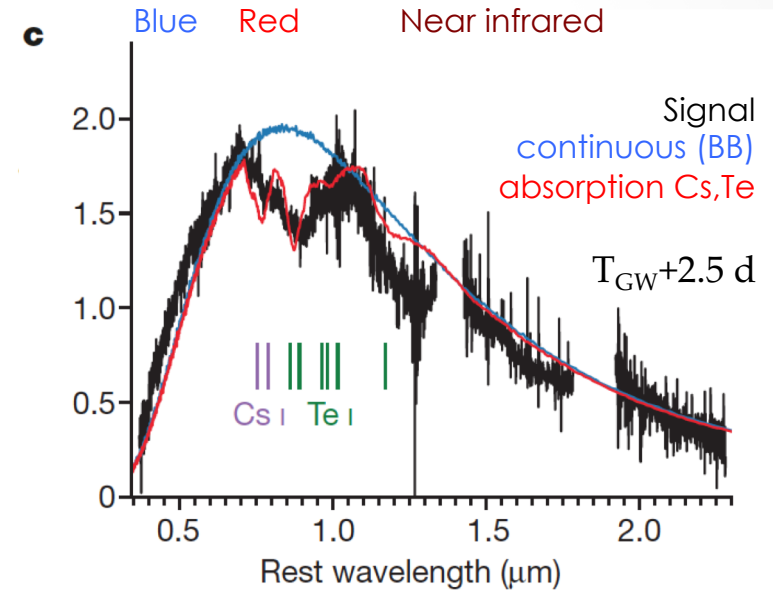 Blue Red Near infrared
c
Signal
continuous (BB)
absorption Cs,Te
T_GW+2.5 d
2.0
1.5
1.0
0.5
0
Cs I Te I
0.5 1.0 1.5 2.0
Rest wavelength (μm)